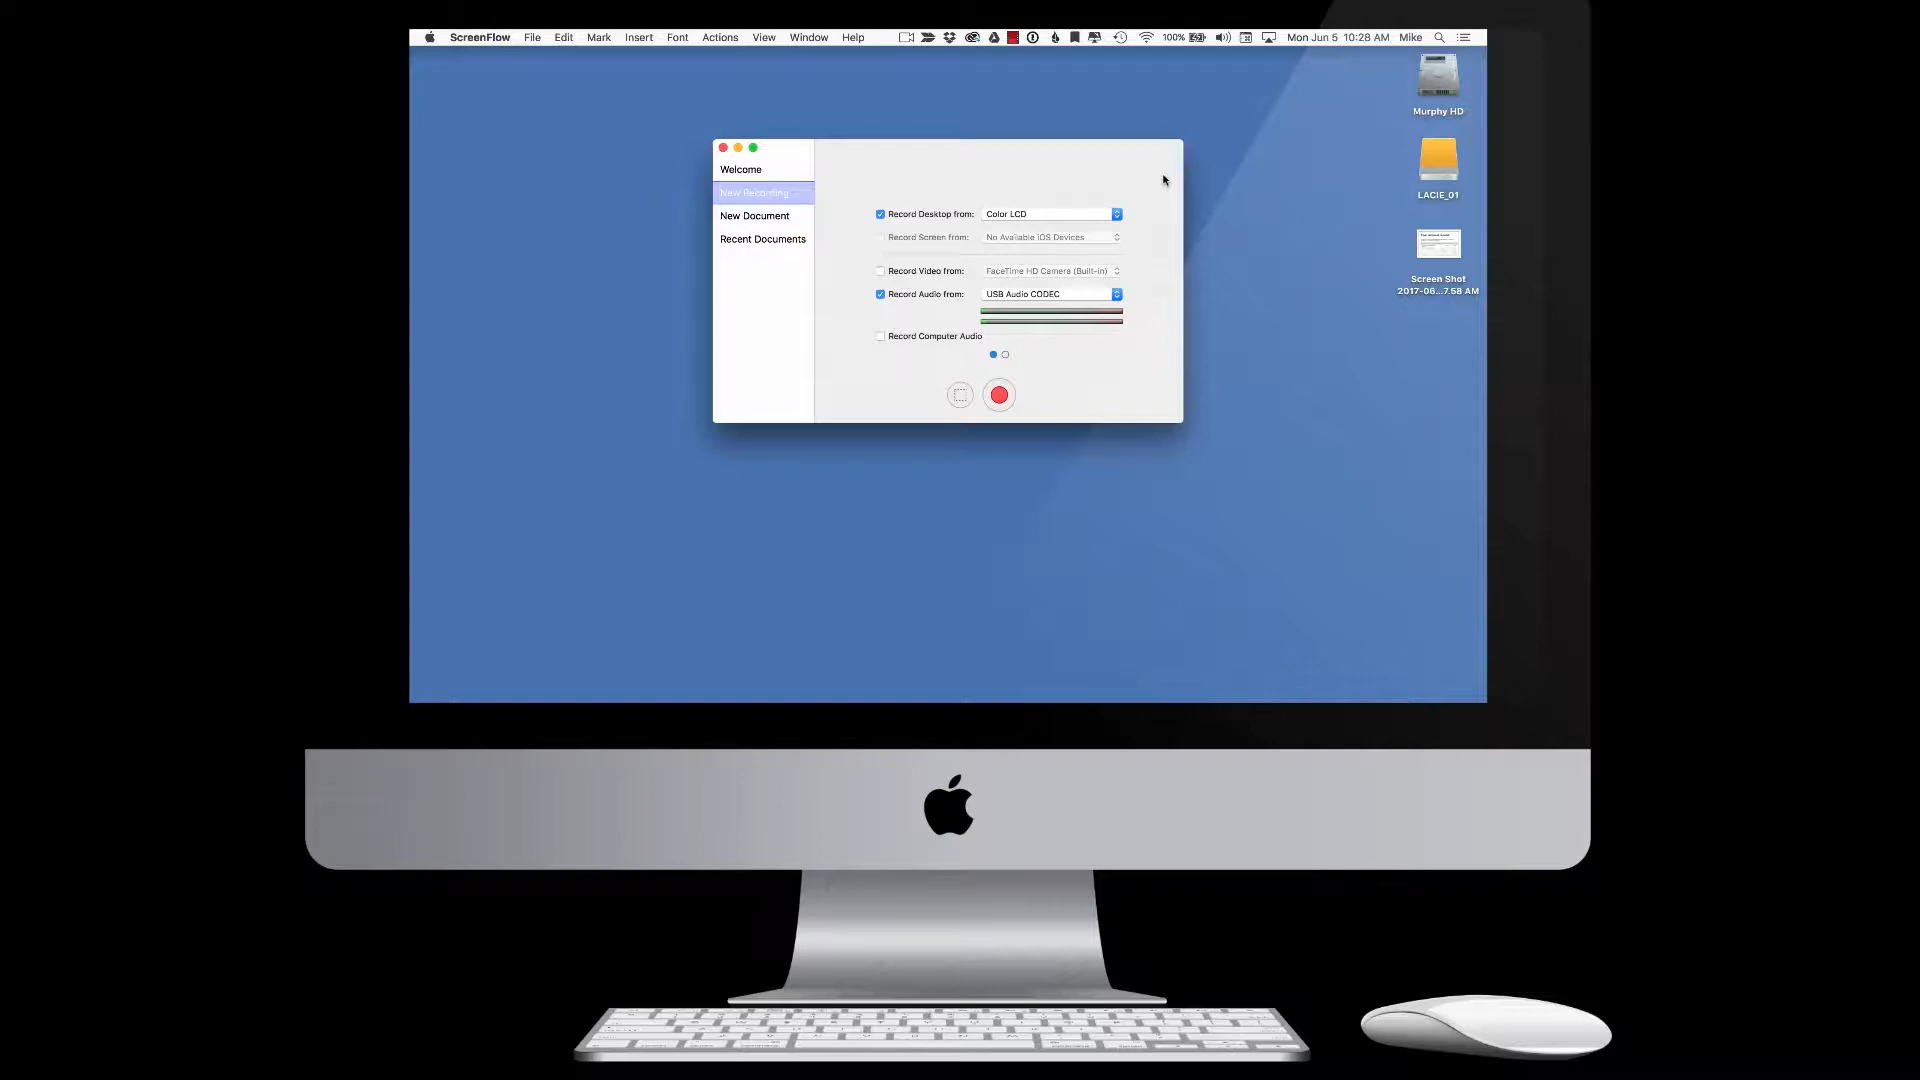 ScreenFlow File Edit Mark Insert Font Actions View Window Help 100% Mon Jun 5 10:28 AM Mike
Murphy HD
LACIE_01
Screen Shot
2017-06...7.58 AM
Welcome
New Recording
New Document
Recent Documents
Record Desktop from: Color LCD
Record Screen from: No Available iOS Devices
Record Video from: FaceTime HD Camera (Built-in)
Record Audio from: USB Audio CODEC
Record Computer Audio